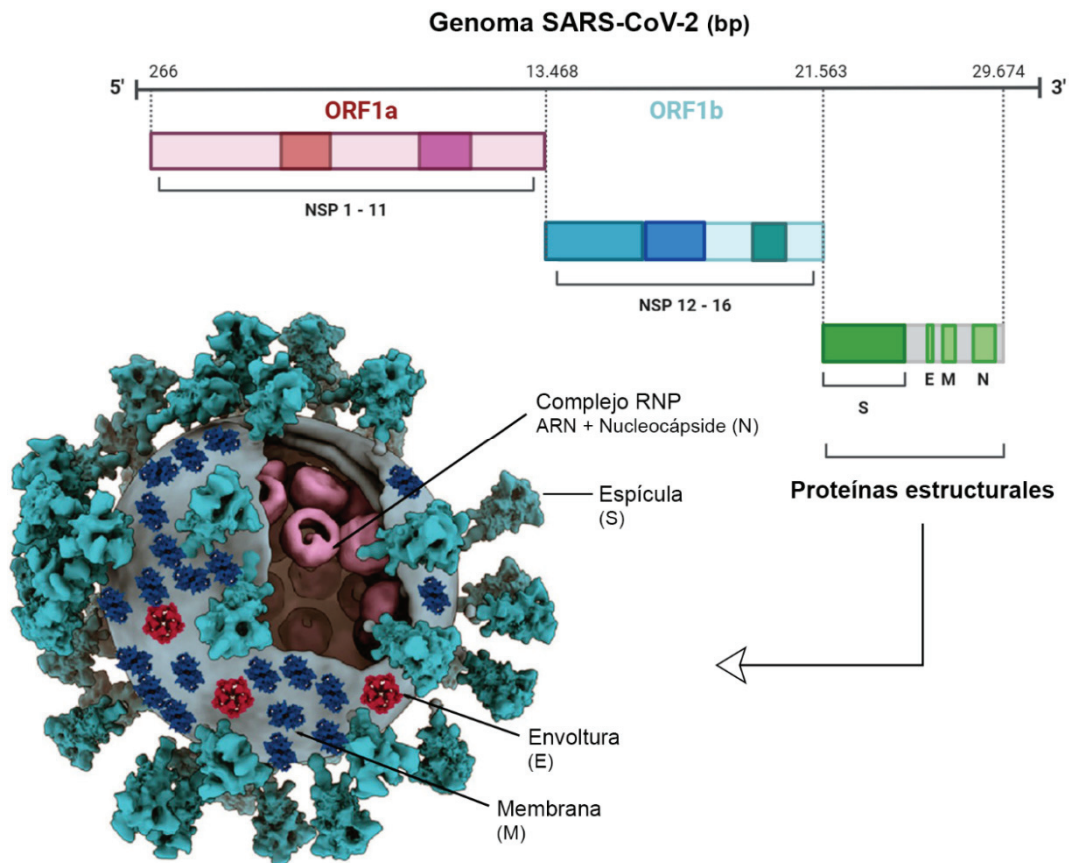 Genoma SARS-CoV-2 (bp)
266 13.468 21.563 29.674
5' 3'
ORF1a ORF1b
NSP 1 - 11
NSP 12 - 16
E M N
S
Proteínas estructurales
Complejo RNP
ARN + Nucleocápside (N)
Espícula
(S)
Envoltura
(E)
Membrana
(M)